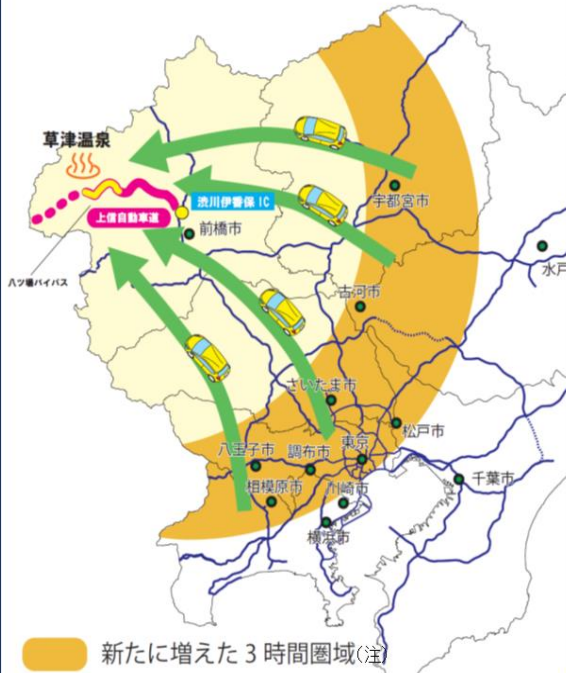 草津温泉
渋川伊香保IC
宇都宮市
上信自動車道
前橋市
八ッ場バイパス
水戸
古河市
さいたま市
松戸市
八王子市
調布市
東京
千葉市
相模原市
川崎市
横浜市
新たに増えた3時間圏域(注)